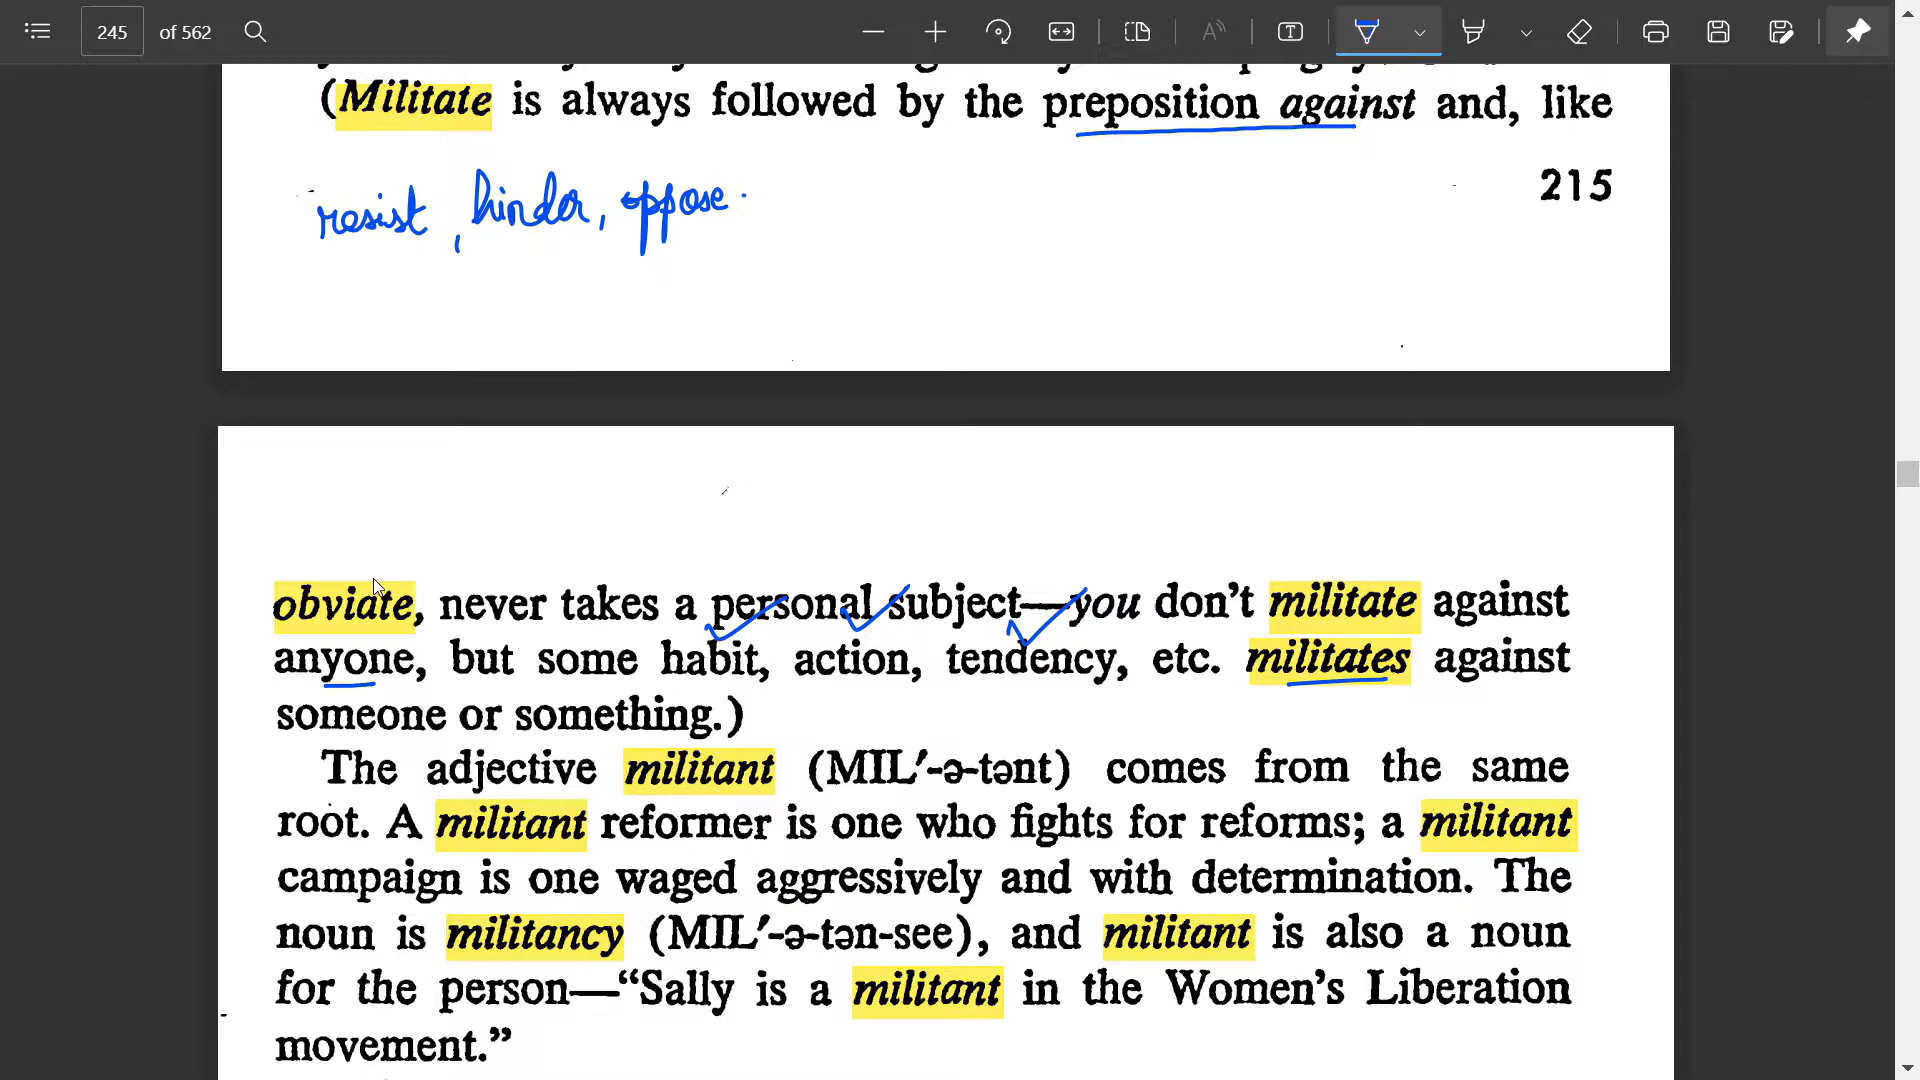 245 of 562
(Militate is always followed by the preposition against and, like
resist, hinder, oppose.
215
obviate, never takes a personal subject—you don't militate against
anyone, but some habit, action, tendency, etc. militates against
someone or something.)
The adjective militant (MIL′-ə-tənt) comes from the same
root. A militant reformer is one who fights for reforms; a militant
campaign is one waged aggressively and with determination. The
noun is militancy (MIL′-ə-tən-see), and militant is also a noun
for the person—“Sally is a militant in the Women's Liberation
movement.”